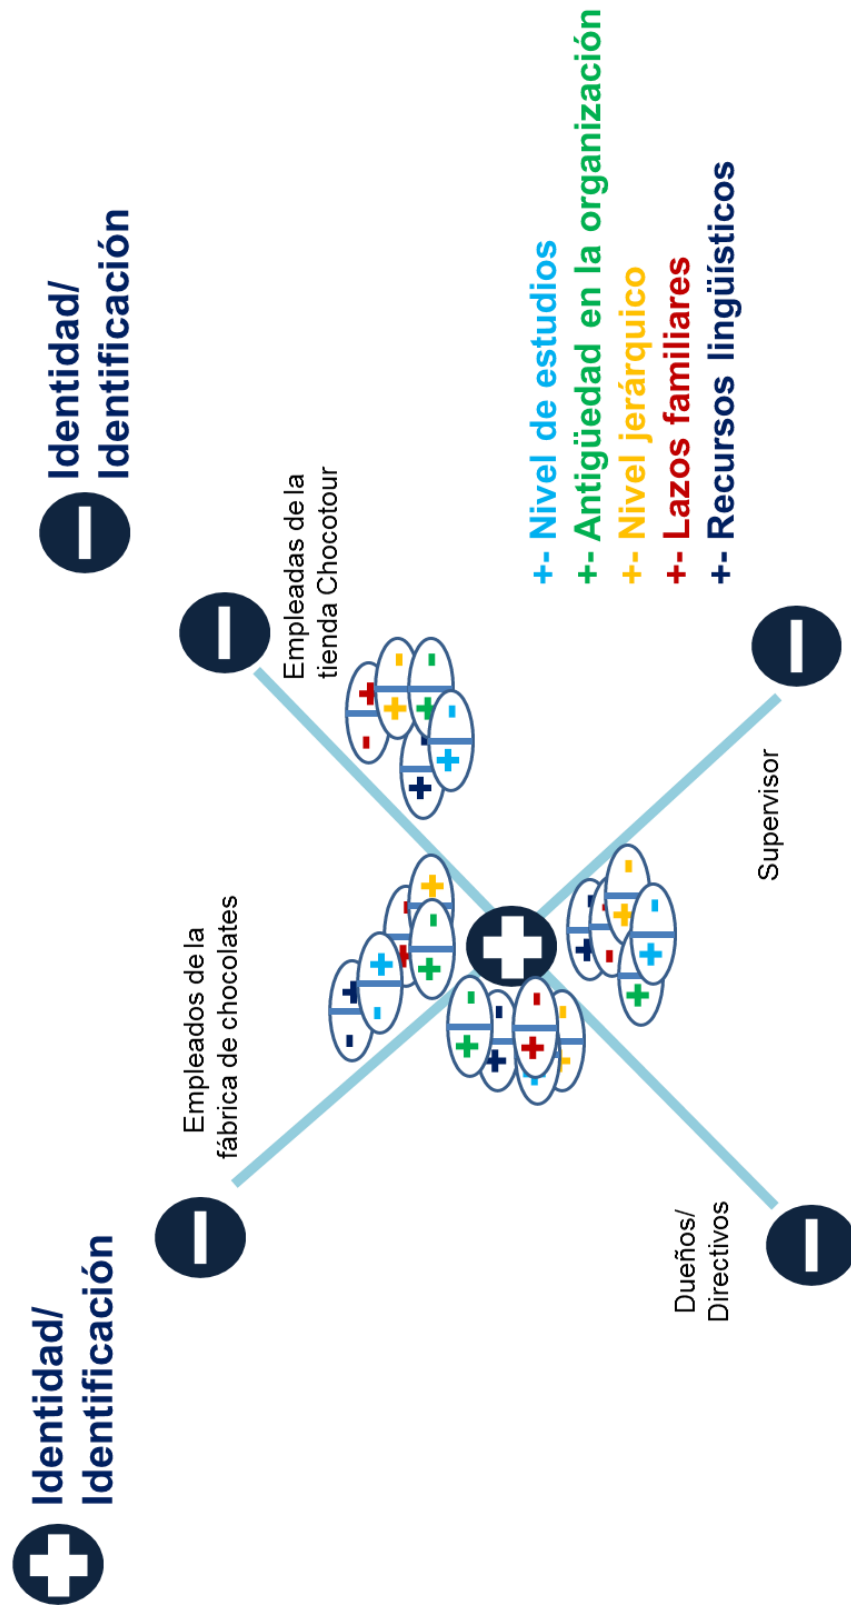 Identidad/
Identificación
Identidad/
Identificación
Empleados de la
fábrica de chocolates
Empleadas de la
tienda Chocotour
Dueños/
Directivos
Supervisor
+- Nivel de estudios
+- Antigüedad en la organización
+- Nivel jerárquico
+- Lazos familiares
+- Recursos lingüísticos